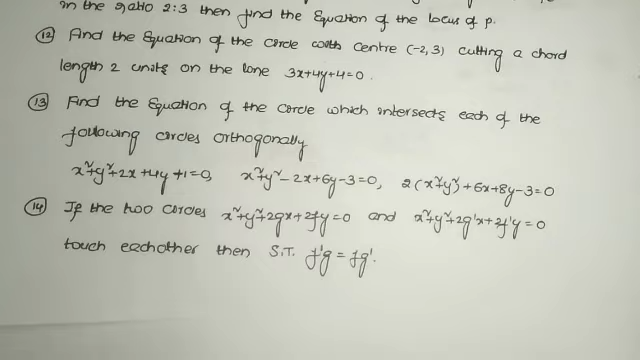 in the ratio 2:3 then find the Equation of the locus of p.
(12) Find the Equation of the circle with centre (-2, 3) cutting a chord
length 2 units on the line 3x+4y+4=0.
(13) Find the Equation of the circle which intersects each of the
following circles orthogonally
x²+y²+2x+4y+1=0, x²+y²-2x+6y-3=0, 2(x²+y²)+6x+8y-3=0
(14) If the two circles x²+y²+2gx+2fy=0 and x²+y²+2g'x+2f'y=0
touch eachother then S.T. f'g = fg'.